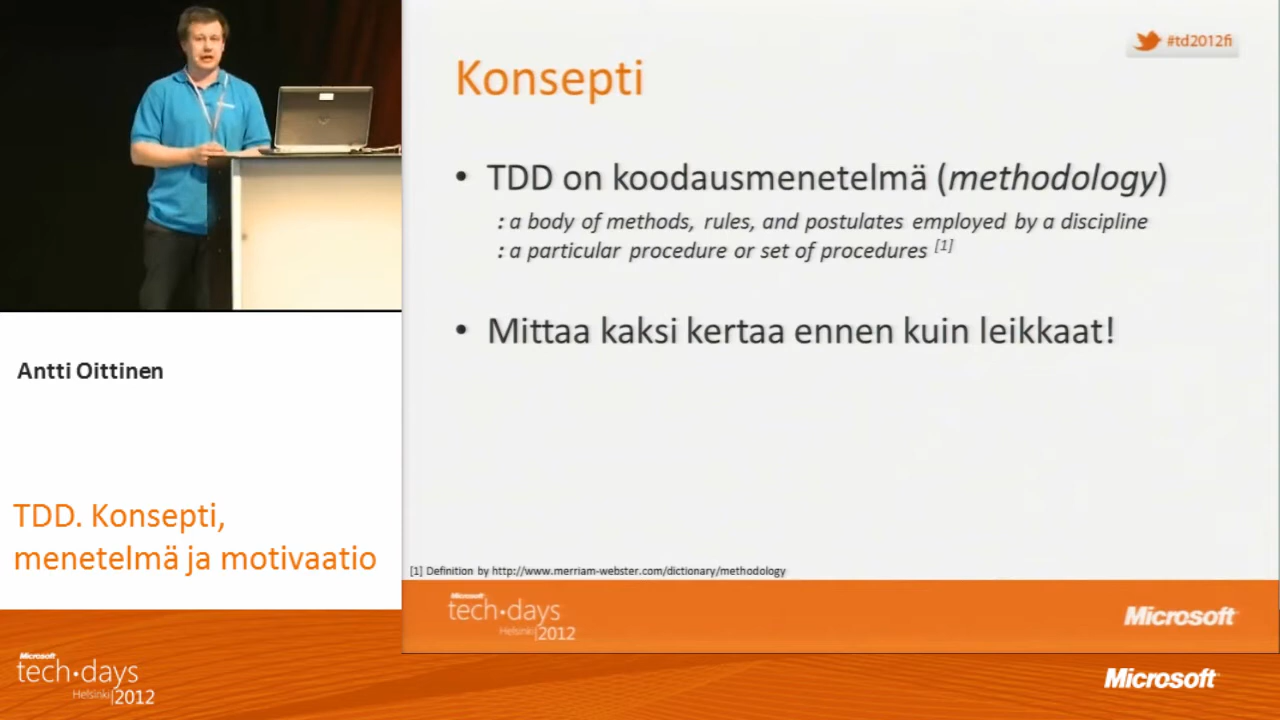 #td2012fi
Konsepti
• TDD on koodausmenetelmä (methodology)
: a body of methods, rules, and postulates employed by a discipline
: a particular procedure or set of procedures [1]
• Mittaa kaksi kertaa ennen kuin leikkaat!
Antti Oittinen
TDD. Konsepti,
menetelmä ja motivaatio
[1] Definition by http://www.merriam-webster.com/dictionary/methodology
Microsoft
tech·days
Helsinki|2012
Microsoft
Microsoft
tech·days
Helsinki|2012
Microsoft